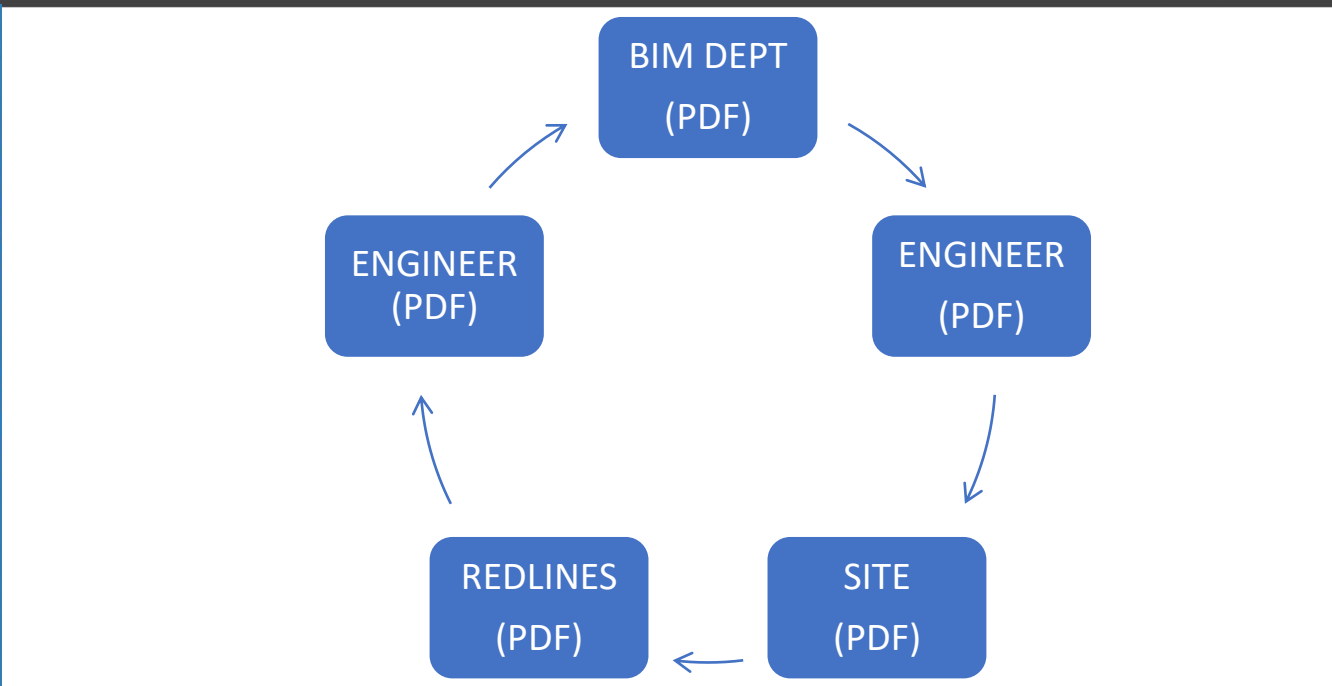 BIM DEPT
(PDF)
ENGINEER
(PDF)
SITE
(PDF)
REDLINES
(PDF)
ENGINEER
(PDF)